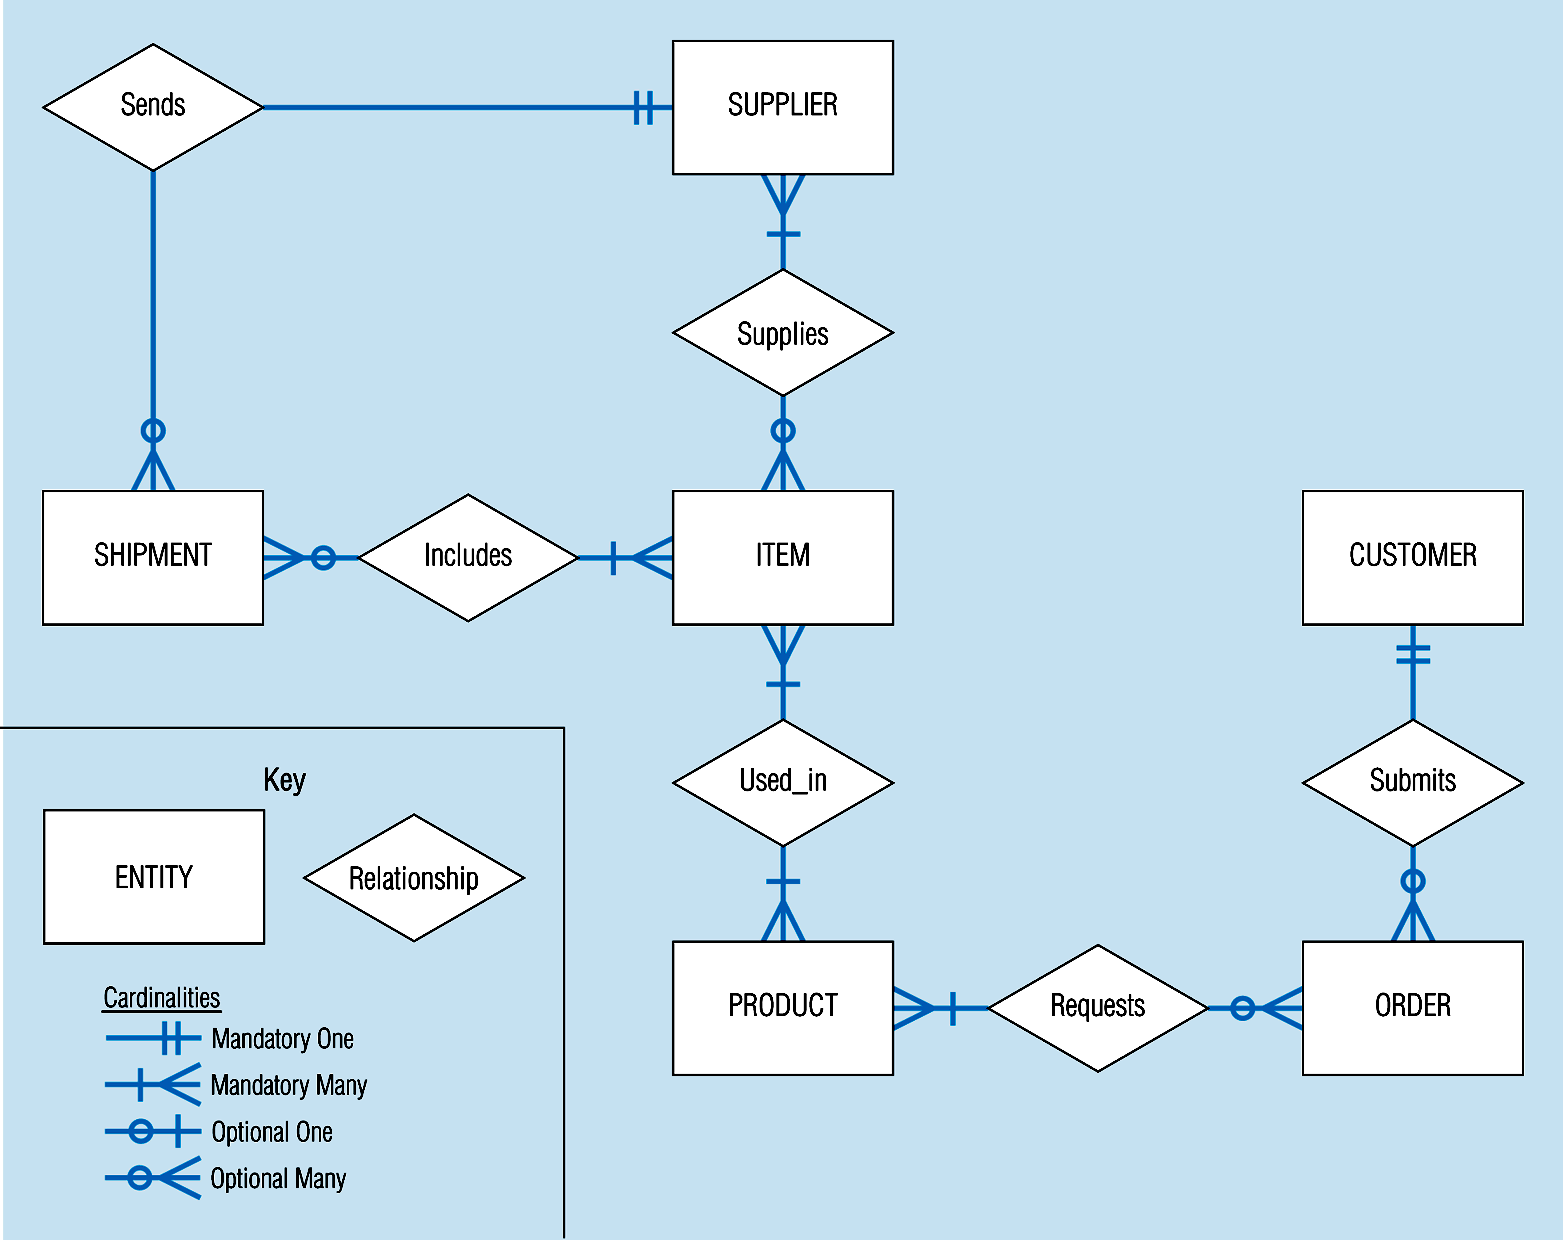 Sends
SUPPLIER
Supplies
SHIPMENT
Includes
ITEM
CUSTOMER
Used_in
Submits
PRODUCT
Requests
ORDER
Key
ENTITY
Relationship
Cardinalities
Mandatory One
Mandatory Many
Optional One
Optional Many